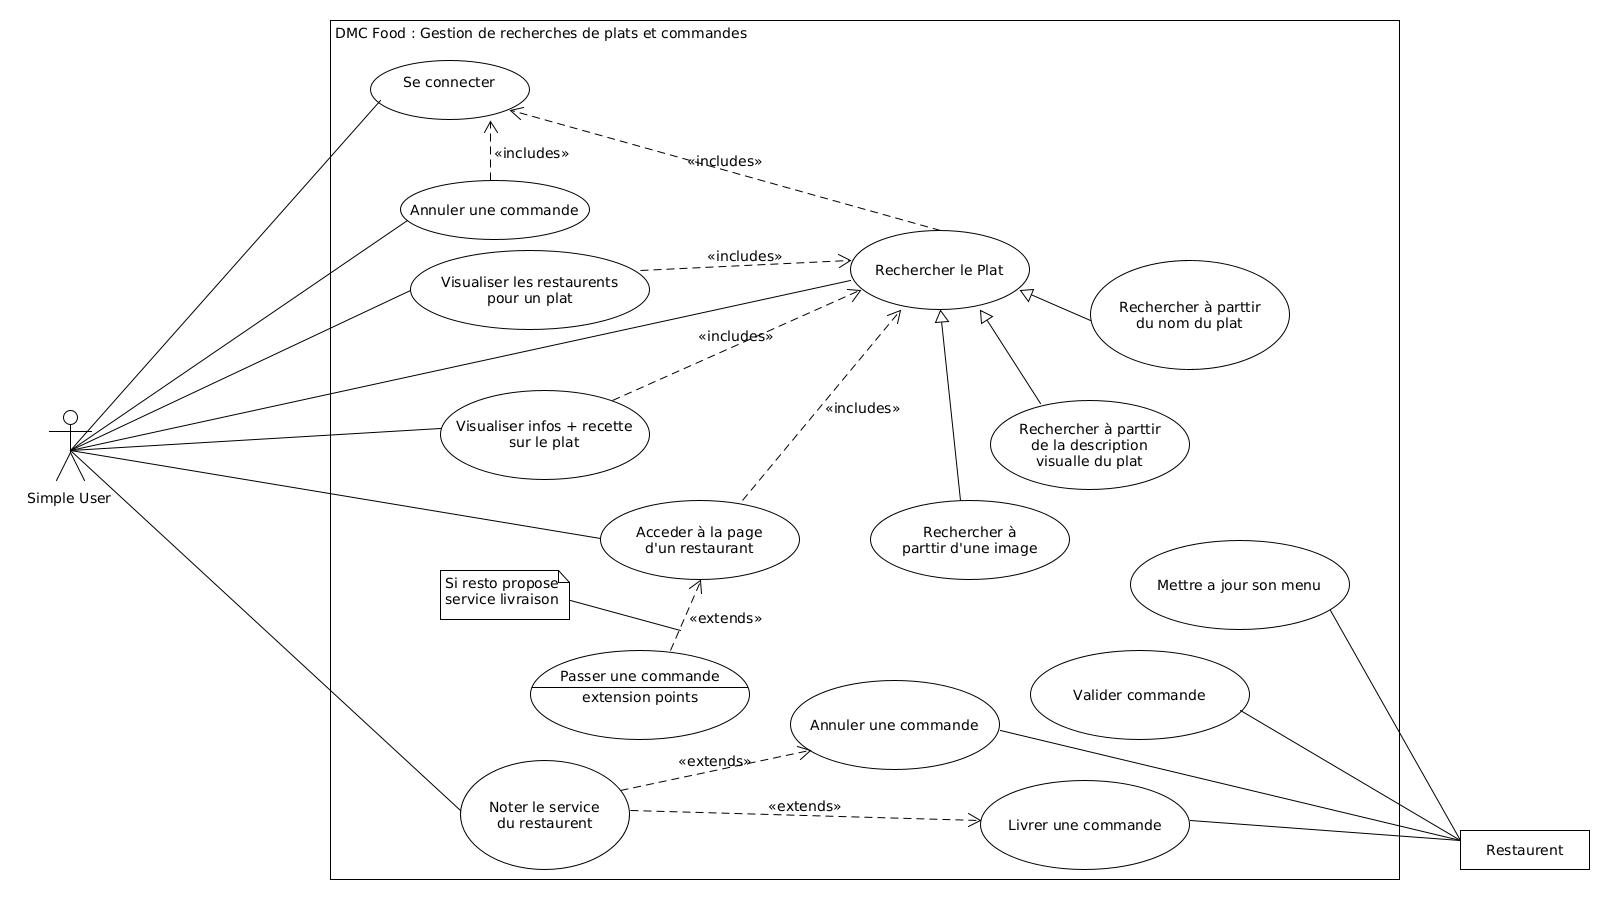 DMC Food : Gestion de recherches de plats et commandes
Se connecter
«includes»
«includes»
Annuler une commande
Visualiser les restaurents
pour un plat
«includes»
Rechercher le Plat
Rechercher à parttir
du nom du plat
«includes»
Visualiser infos + recette
sur le plat
«includes»
Rechercher à parttir
de la description
visualle du plat
Simple User
Acceder à la page
d'un restaurant
Rechercher à
parttir d'une image
Si resto propose
service livraison
«extends»
Mettre a jour son menu
Passer une commande
extension points
Valider commande
Annuler une commande
«extends»
Noter le service
du restaurent
«extends»
Livrer une commande
Restaurent